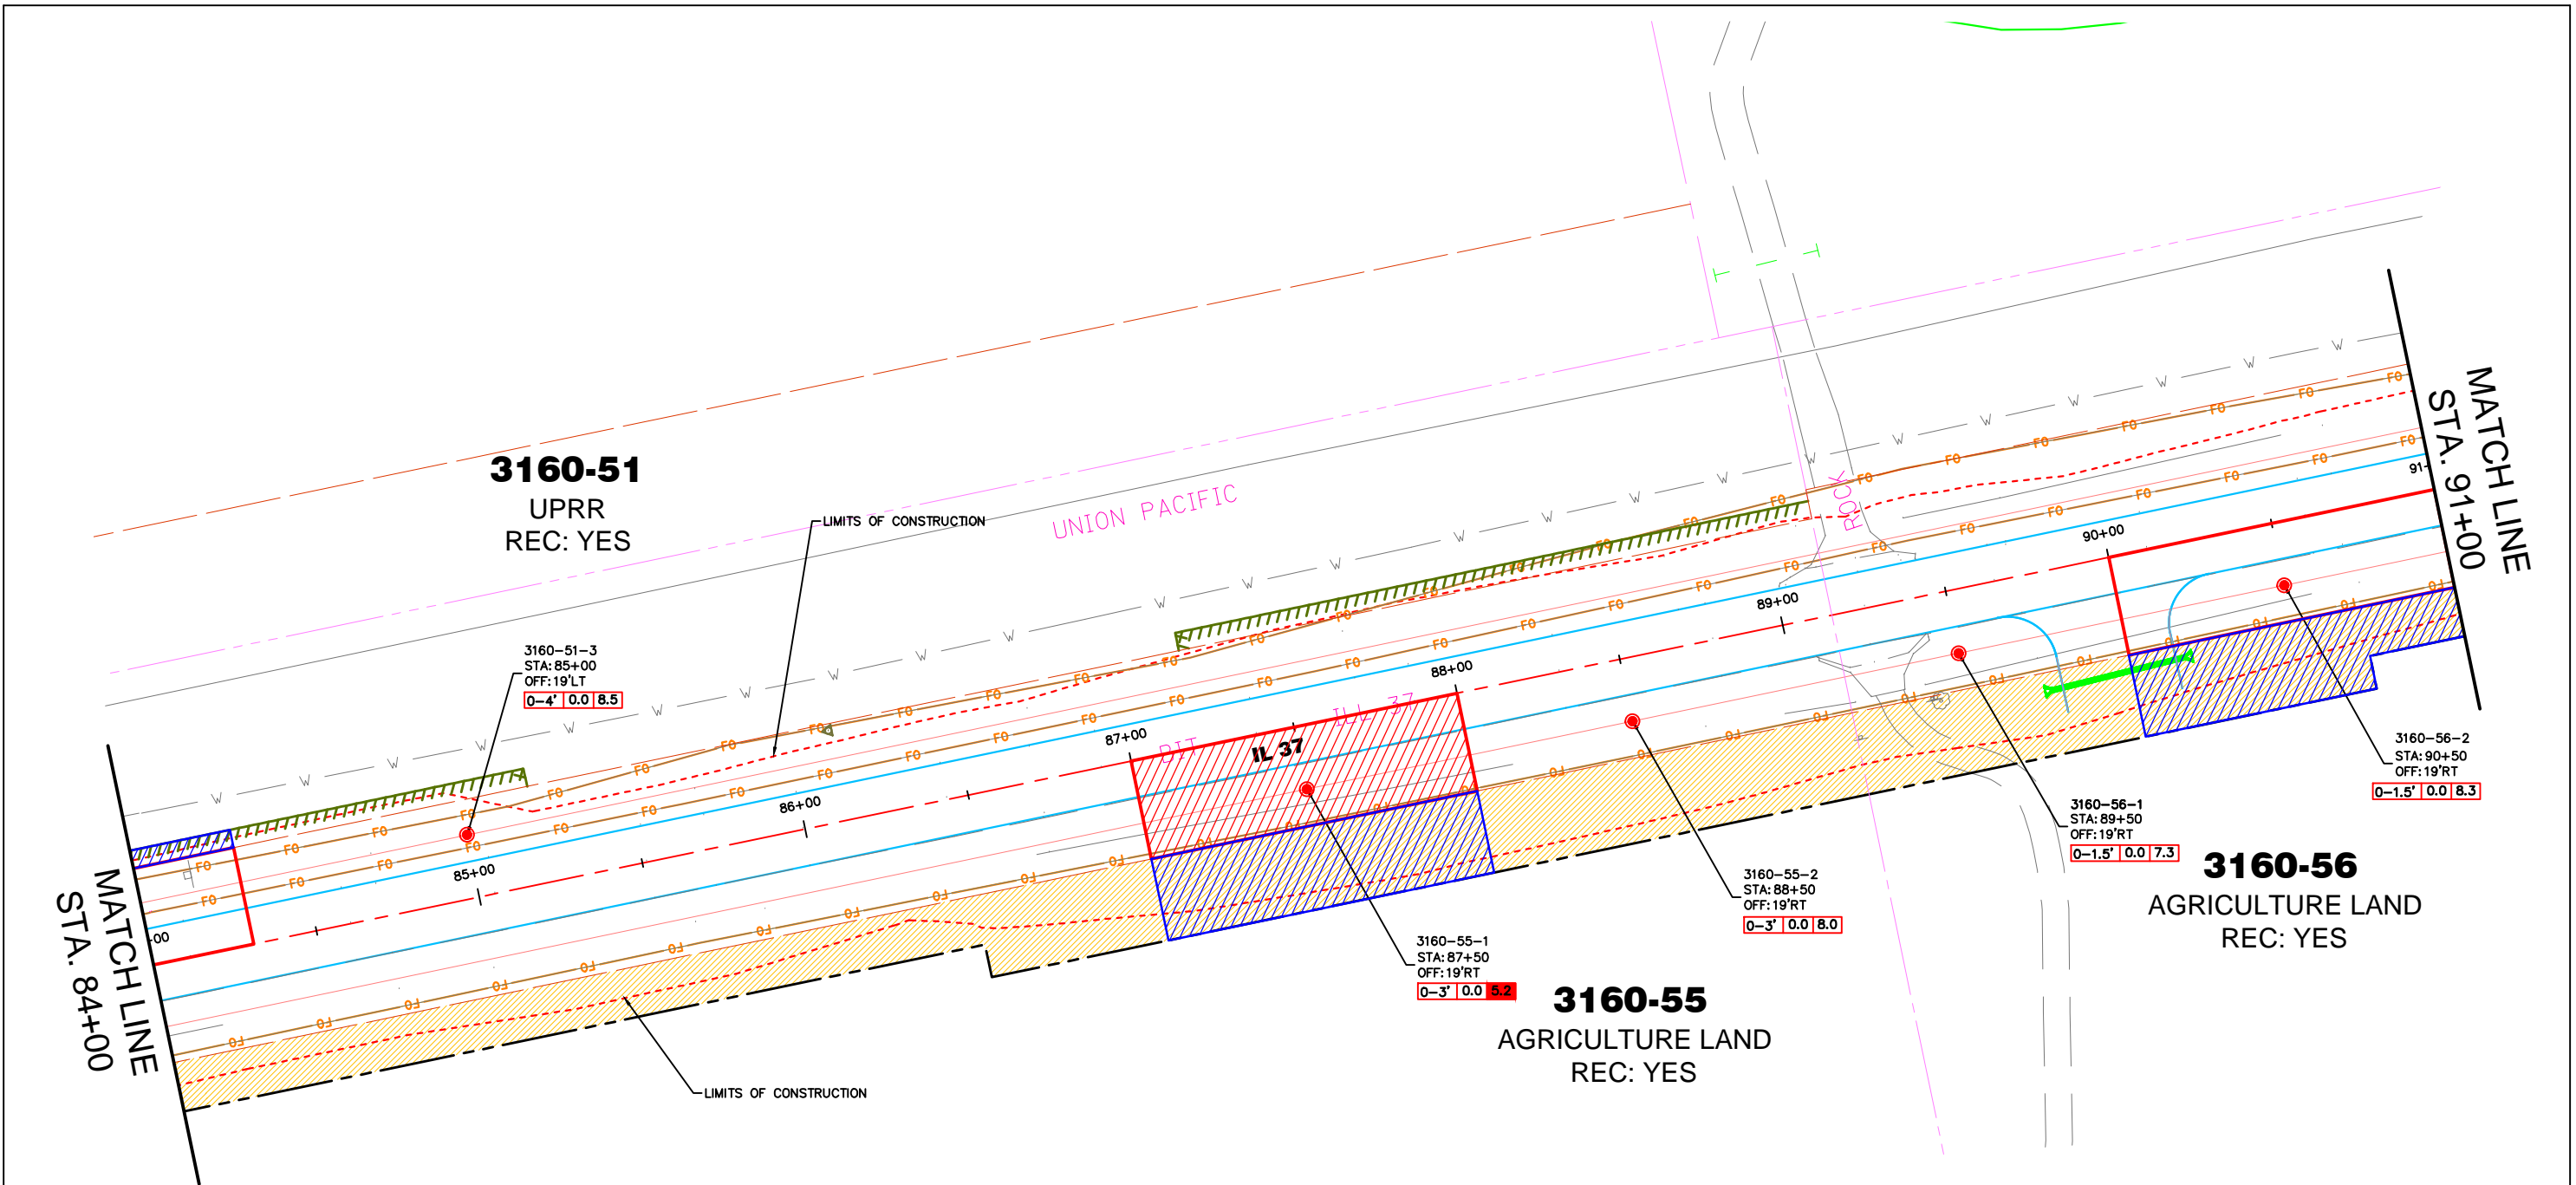 3160-51
UPRR
REC: YES
LIMITS OF CONSTRUCTION
UNION PACIFIC
ROCK
3160-51-3
STA: 85+00
OFF: 19'LT
0-4' 0.0 8.5
MATCH LINE
STA. 84+00
-00
85+00
86+00
87+00
88+00
89+00
90+00
91-
BIT
ILL 37
IL 37
MATCH LINE
STA. 91+00
3160-56-2
STA: 90+50
OFF: 19'RT
0-1.5' 0.0 8.3
3160-56-1
STA: 89+50
OFF: 19'RT
0-1.5' 0.0 7.3
3160-56
AGRICULTURE LAND
REC: YES
3160-55-2
STA: 88+50
OFF: 19'RT
0-3' 0.0 8.0
3160-55-1
STA: 87+50
OFF: 19'RT
0-3' 0.0 5.2
3160-55
AGRICULTURE LAND
REC: YES
LIMITS OF CONSTRUCTION